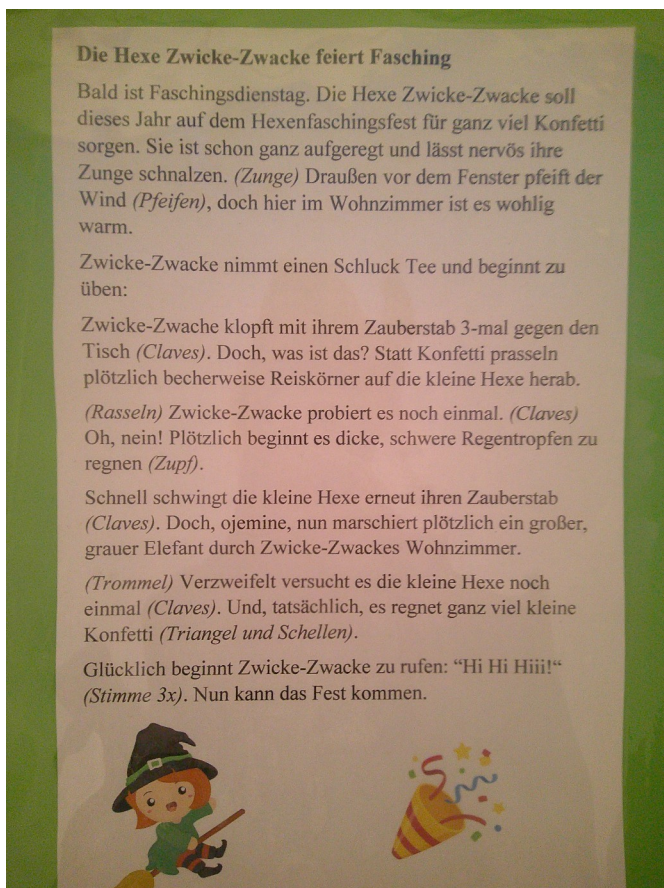 Die Hexe Zwicke-Zwacke feiert Fasching
Bald ist Faschingsdienstag. Die Hexe Zwicke-Zwacke soll
dieses Jahr auf dem Hexenfaschingsfest für ganz viel Konfetti
sorgen. Sie ist schon ganz aufgeregt und lässt nervös ihre
Zunge schnalzen. (Zunge) Draußen vor dem Fenster pfeift der
Wind (Pfeifen), doch hier im Wohnzimmer ist es wohlig
warm.
Zwicke-Zwacke nimmt einen Schluck Tee und beginnt zu
üben:
Zwicke-Zwache klopft mit ihrem Zauberstab 3-mal gegen den
Tisch (Claves). Doch, was ist das? Statt Konfetti prasseln
plötzlich becherweise Reiskörner auf die kleine Hexe herab.
(Rasseln) Zwicke-Zwacke probiert es noch einmal. (Claves)
Oh, nein! Plötzlich beginnt es dicke, schwere Regentropfen zu
regnen (Zupf).
Schnell schwingt die kleine Hexe erneut ihren Zauberstab
(Claves). Doch, ojemine, nun marschiert plötzlich ein großer,
grauer Elefant durch Zwicke-Zwackes Wohnzimmer.
(Trommel) Verzweifelt versucht es die kleine Hexe noch
einmal (Claves). Und, tatsächlich, es regnet ganz viel kleine
Konfetti (Triangel und Schellen).
Glücklich beginnt Zwicke-Zwacke zu rufen: “Hi Hi Hiii!“
(Stimme 3x). Nun kann das Fest kommen.